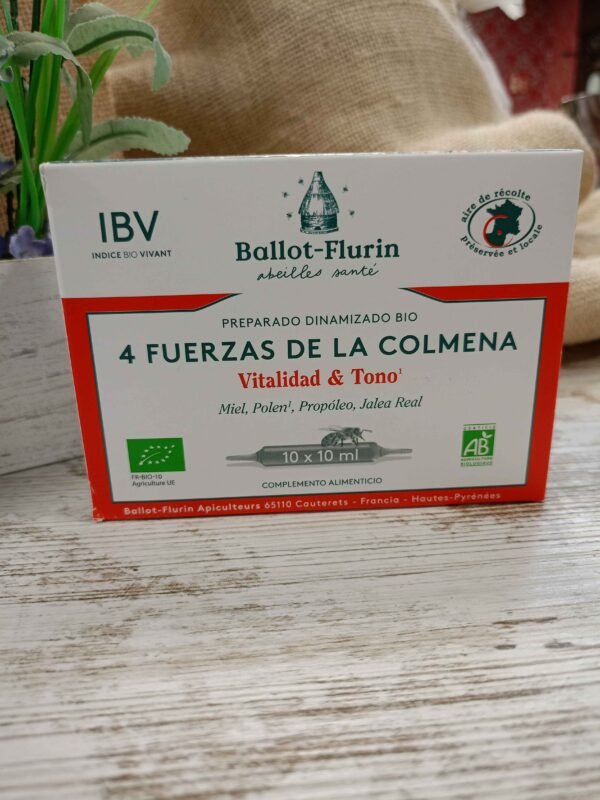 IBV
INDICE BIO VIVANT
Ballot-Flurin
abeilles santé
aire de récolte
préservée et locale
PREPARADO DINAMIZADO BIO
4 FUERZAS DE LA COLMENA
Vitalidad & Tono¹
Miel, Polen¹, Propóleo, Jalea Real
10 x 10 ml
FR-BIO-10
Agriculture UE
CERTIFIÉ
AB
AGRICULTURE
BIOLOGIQUE
COMPLEMENTO ALIMENTICIO
Ballot-Flurin Apiculteurs 65110 Cauterets - Francia - Hautes-Pyrénées